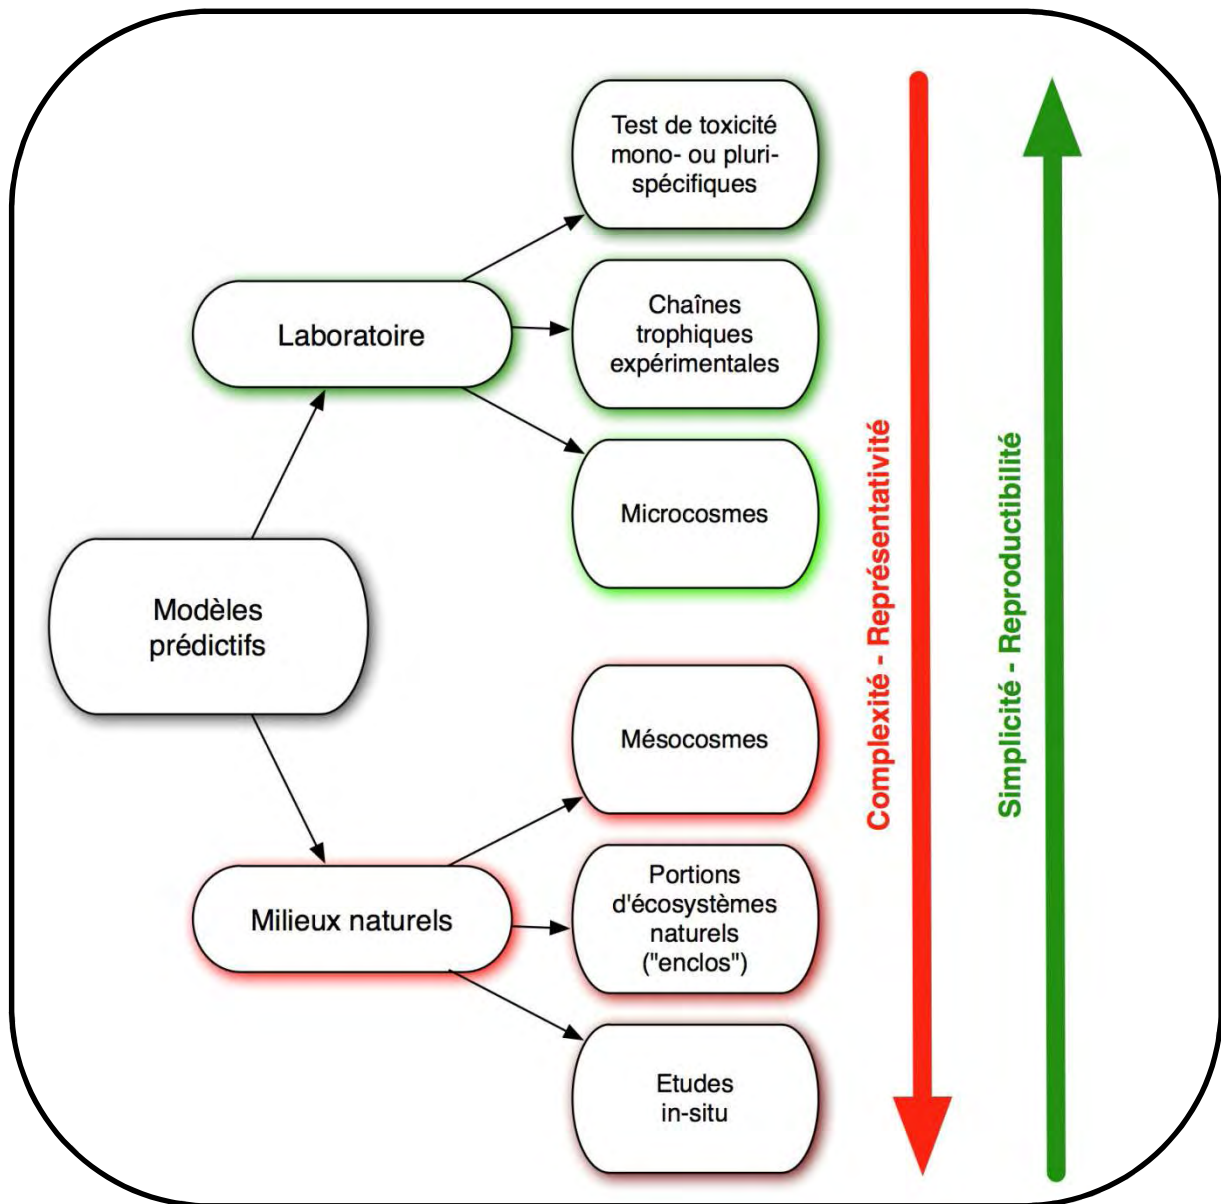 Test de toxicité
mono- ou pluri-
spécifiques
Laboratoire
Chaînes
trophiques
expérimentales
Microcosmes
Modèles
prédictifs
Mésocosmes
Milieux naturels
Portions
d'écosystèmes
naturels
("enclos")
Etudes
in-situ
Complexité - Représentativité
Simplicité - Reproductibilité